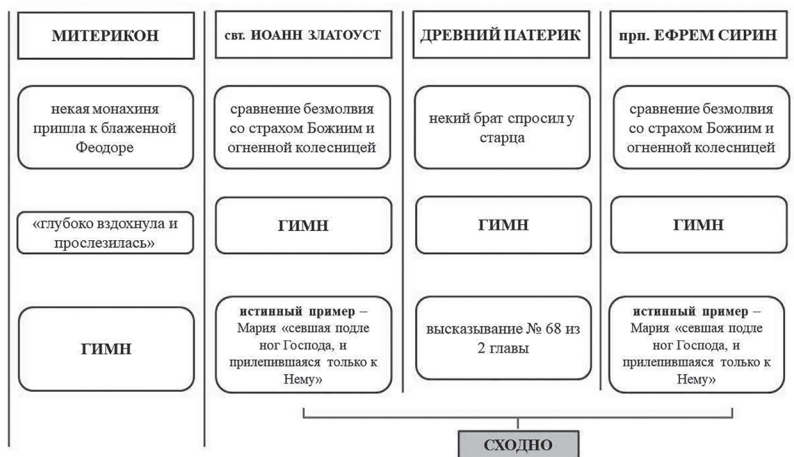 МИТЕРИКОН
некая монахиня
пришла к блаженной
Феодоре
«глубоко вздохнула и
прослезилась»
ГИМН
свт. ИОАНН ЗЛАТОУСТ
сравнение безмолвия
со страхом Божиим и
огненной колесницей
ГИМН
истинный пример –
Мария «севшая подле
ног Господа, и
прилепившаяся только к
Нему»
ДРЕВНИЙ ПАТЕРИК
некий брат спросил у
старца
ГИМН
высказывание № 68 из
2 главы
прп. ЕФРЕМ СИРИН
сравнение безмолвия
со страхом Божиим и
огненной колесницей
ГИМН
истинный пример –
Мария «севшая подле
ног Господа, и
прилепившаяся только к
Нему»
СХОДНО